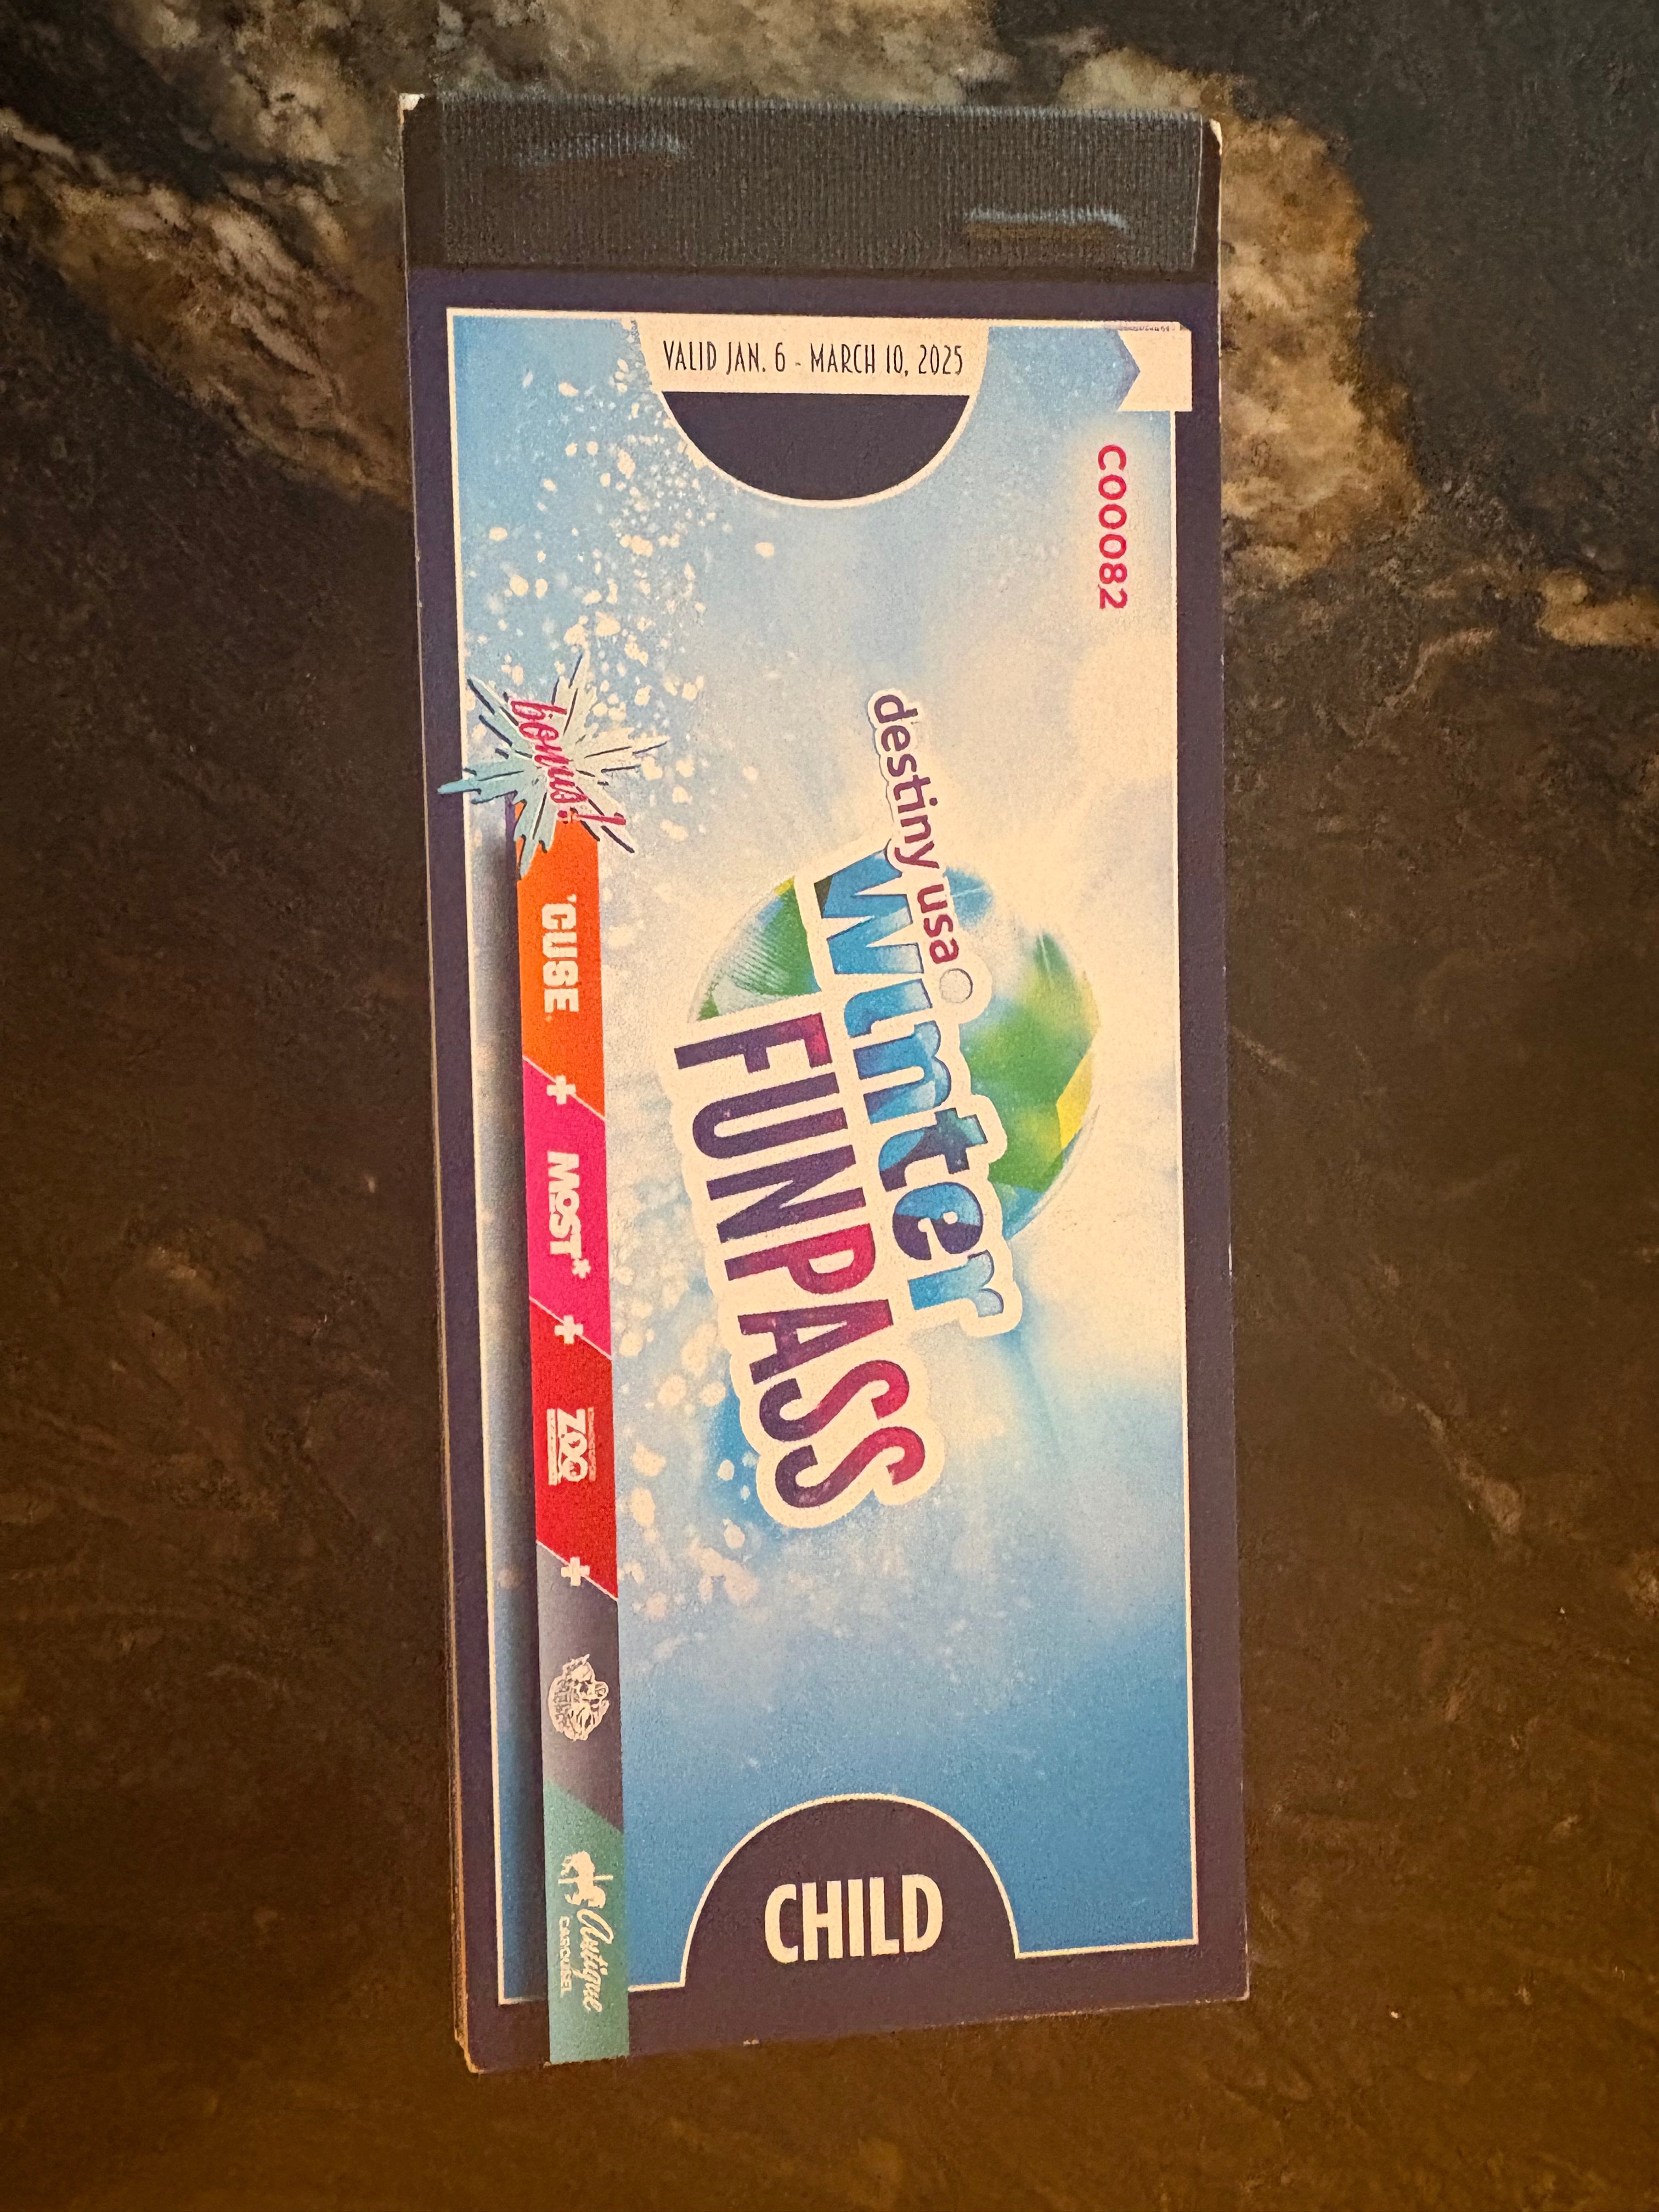 C00082
destiny usa
Winter
FUNPASS
VALID JAN. 6 - MARCH 10, 2025
CHILD
bonus!
'CUSE + MOST* + ZOO +
Antique
CAROUSEL